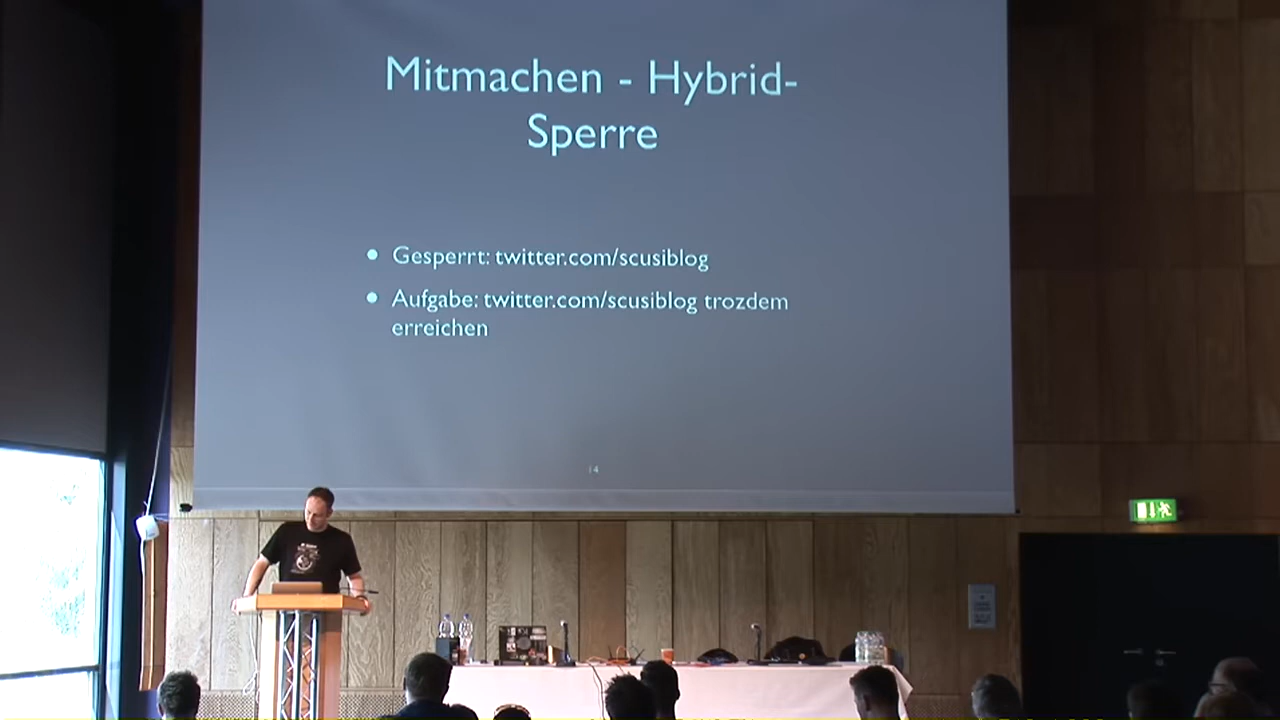 Mitmachen - Hybrid-
Sperre
Gesperrt: twitter.com/scusiblog
Aufgabe: twitter.com/scusiblog trozdem
erreichen
14